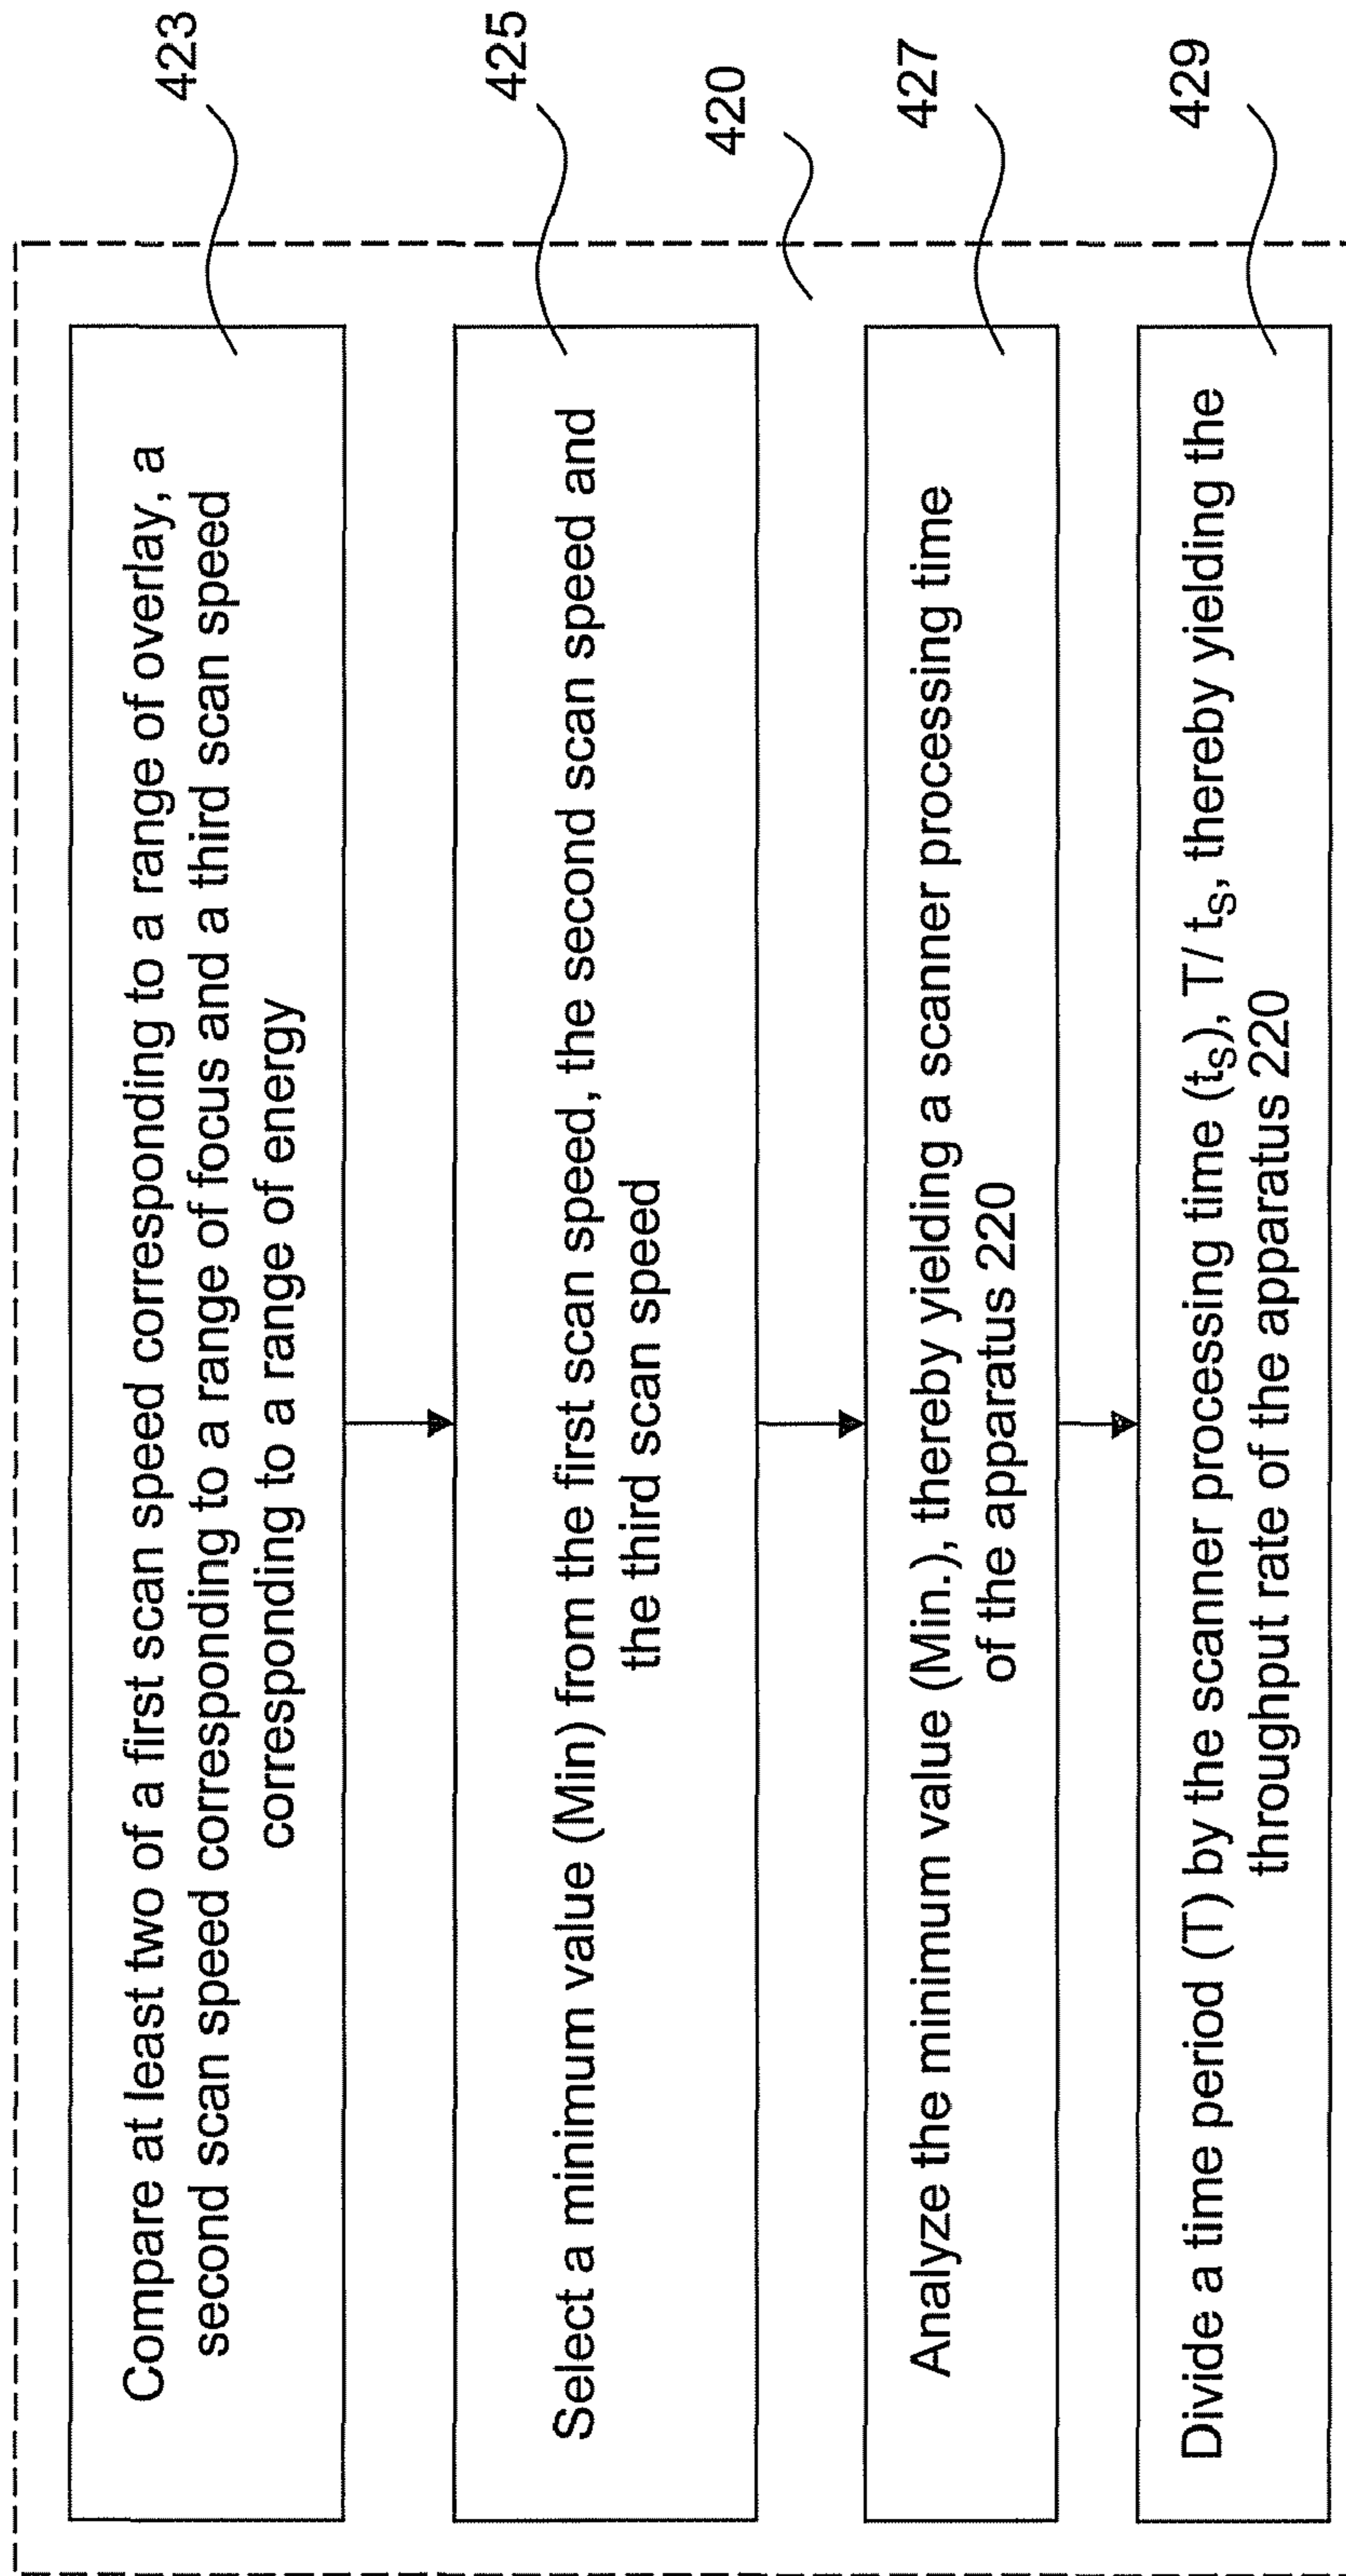 Compare at least two of a first scan speed corresponding to a range of overlay, a
second scan speed corresponding to a range of focus and a third scan speed
corresponding to a range of energy
423
Select a minimum value (Min) from the first scan speed, the second scan speed and
the third scan speed
425
420
Analyze the minimum value (Min.), thereby yielding a scanner processing time
of the apparatus 220
427
Divide a time period (T) by the scanner processing time (tS), T/ tS, thereby yielding the
throughput rate of the apparatus 220
429